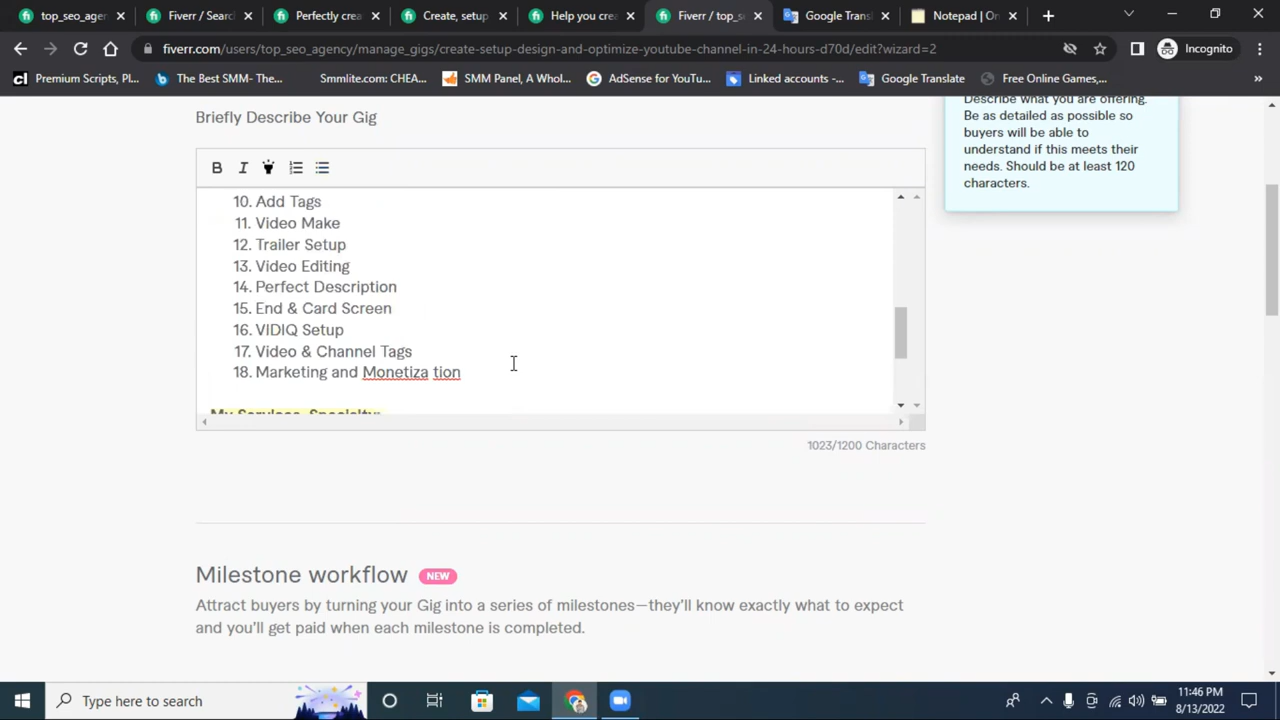 top_seo_agen
Fiverr / Searc
Perfectly crea
Create, setup
Help you crea
Fiverr / top_s
Google Transl
Notepad | On
fiverr.com/users/top_seo_agency/manage_gigs/create-setup-design-and-optimize-youtube-channel-in-24-hours-d70d/edit?wizard=2
Incognito
Premium Scripts, Pl...
The Best SMM- The...
Smmlite.com: CHEA...
SMM Panel, A Whol...
AdSense for YouTu...
Linked accounts -...
Google Translate
Free Online Games,...
»
Briefly Describe Your Gig
Describe what you are offering.
Be as detailed as possible so
buyers will be able to
understand if this meets their
needs. Should be at least 120
characters.
B I
10. Add Tags
11. Video Make
12. Trailer Setup
13. Video Editing
14. Perfect Description
15. End & Card Screen
16. VIDIQ Setup
17. Video & Channel Tags
18. Marketing and Monetiza tion
My Services Specialty:
1023/1200 Characters
Milestone workflow NEW
Attract buyers by turning your Gig into a series of milestones—they'll know exactly what to expect
and you'll get paid when each milestone is completed.
Type here to search
11:46 PM
8/13/2022